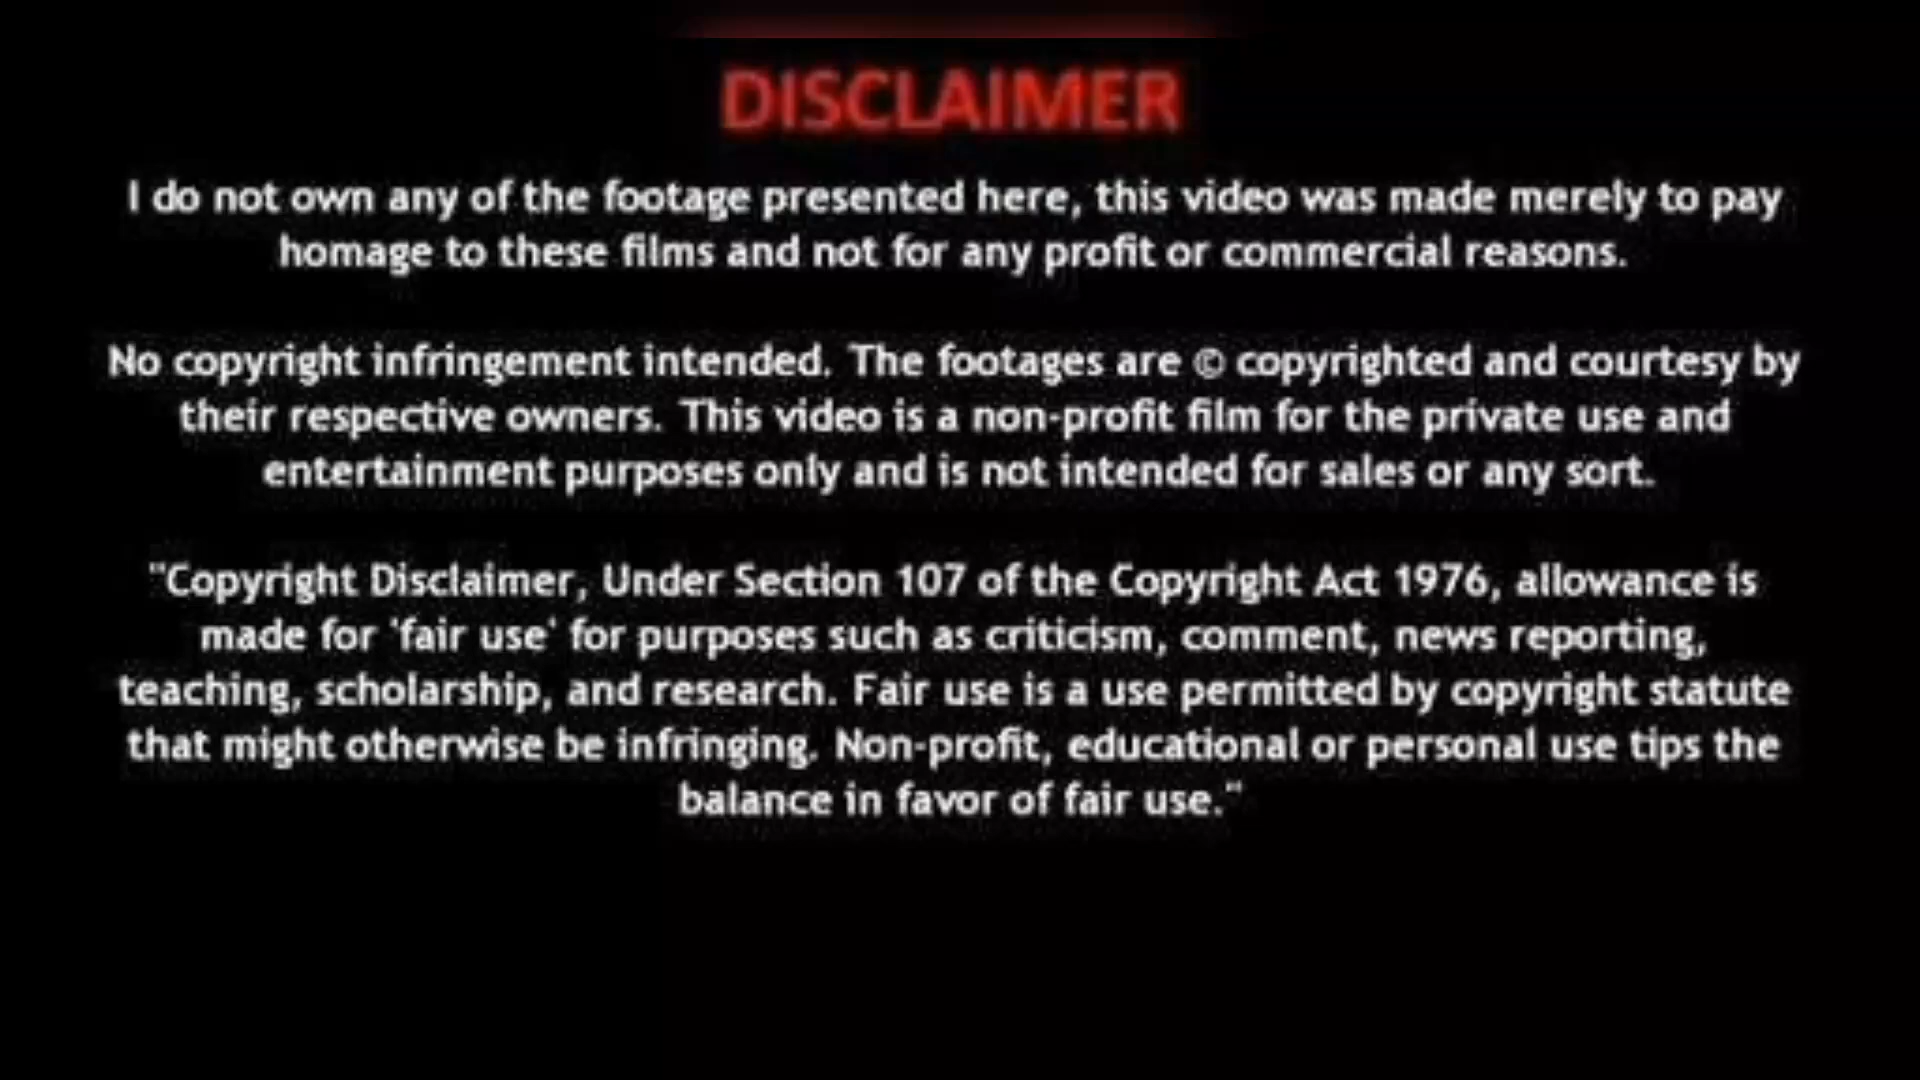 DISCLAIMER
I do not own any of the footage presented here, this video was made merely to pay
homage to these films and not for any profit or commercial reasons.
No copyright infringement intended. The footages are © copyrighted and courtesy by
their respective owners. This video is a non-profit film for the private use and
entertainment purposes only and is not intended for sales or any sort.
"Copyright Disclaimer, Under Section 107 of the Copyright Act 1976, allowance is
made for 'fair use' for purposes such as criticism, comment, news reporting,
teaching, scholarship, and research. Fair use is a use permitted by copyright statute
that might otherwise be infringing. Non-profit, educational or personal use tips the
balance in favor of fair use."